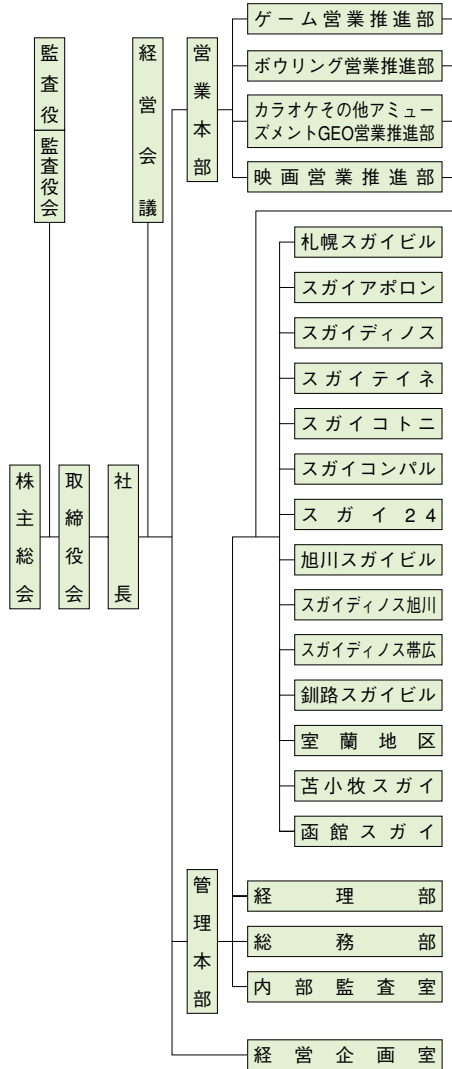 ゲーム営業推進部
ボウリング営業推進部
カラオケその他アミュー
ズメントGEO営業推進部
映画営業推進部
営業本部
経営会議
監査役
監査役会
札幌スガイビル
スガイアポロン
スガイディノス
スガイテイネ
スガイコトニ
スガイコンパル
スガイ24
旭川スガイビル
スガイディノス旭川
スガイディノス帯広
釧路スガイビル
室蘭地区
苫小牧スガイ
函館スガイ
株主総会
取締役会
社長
管理本部
経理部
総務部
内部監査室
経営企画室